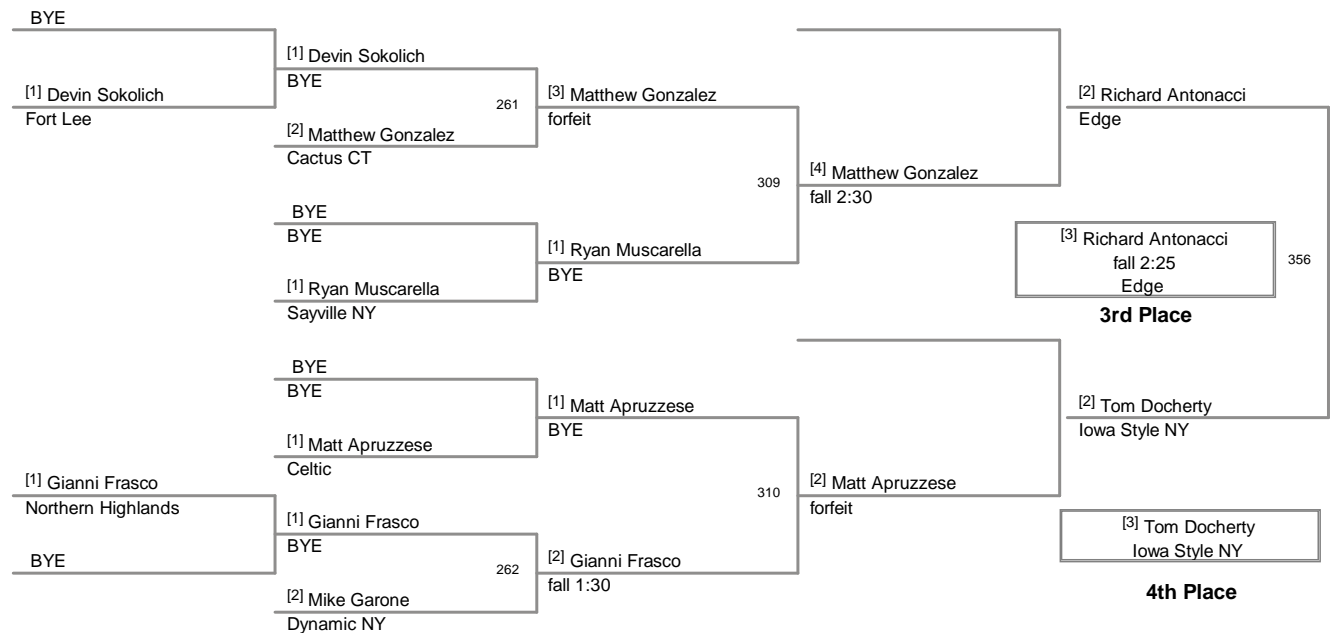 BYE
[1] Devin Sokolich
BYE
[1] Devin Sokolich
Fort Lee
261
[3] Matthew Gonzalez
forfeit
[2] Richard Antonacci
Edge
[2] Matthew Gonzalez
Cactus CT
309
[4] Matthew Gonzalez
fall 2:30
BYE
BYE
[1] Ryan Muscarella
BYE
[3] Richard Antonacci
fall 2:25
Edge
356
[1] Ryan Muscarella
Sayville NY
3rd Place
BYE
BYE
[1] Matt Apruzzese
BYE
[2] Tom Docherty
Iowa Style NY
[1] Matt Apruzzese
Celtic
[1] Gianni Frasco
Northern Highlands
310
[2] Matt Apruzzese
forfeit
[1] Gianni Frasco
BYE
[3] Tom Docherty
Iowa Style NY
BYE
262
[2] Gianni Frasco
fall 1:30
4th Place
[2] Mike Garone
Dynamic NY